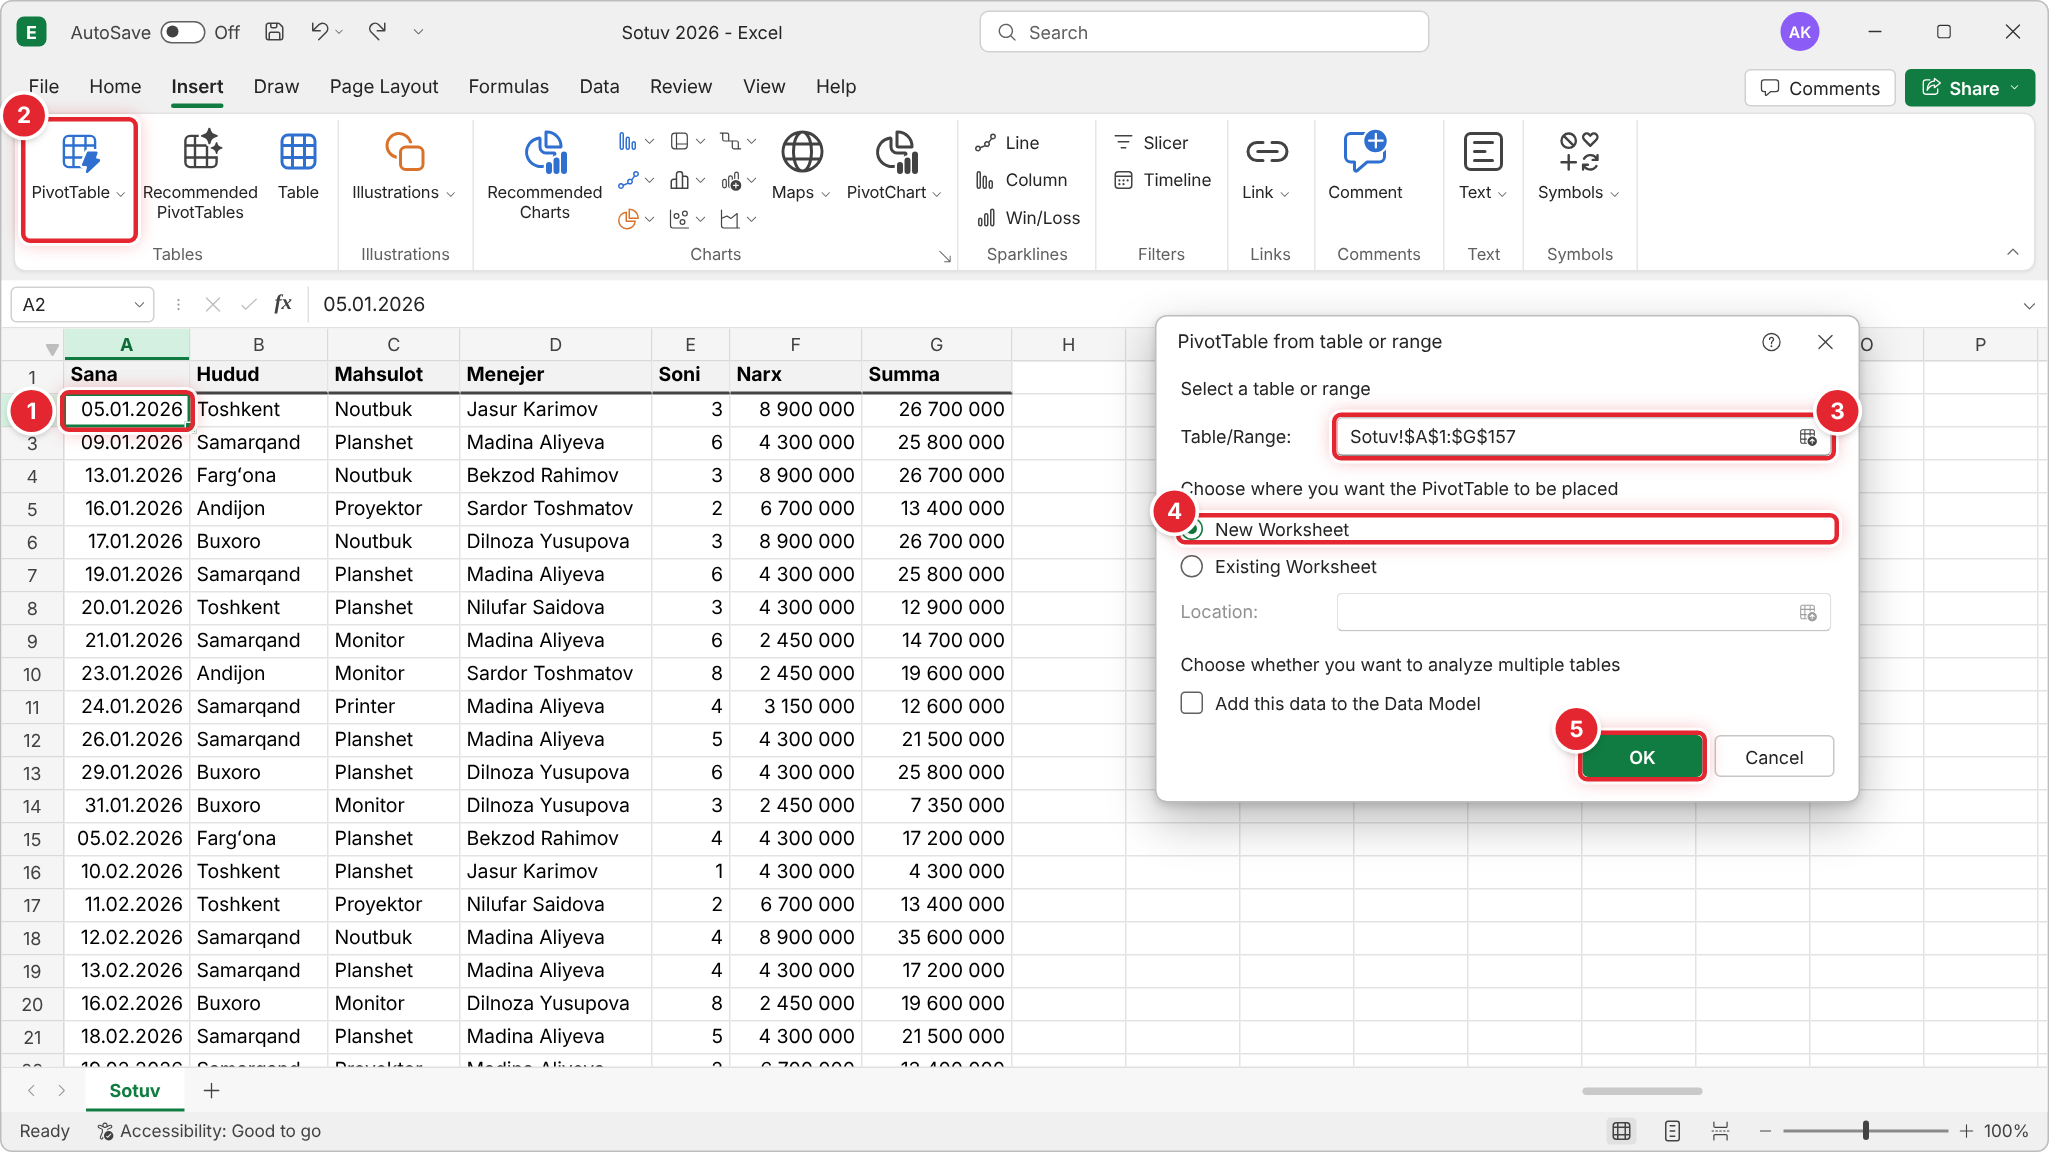 E AutoSave Off Sotuv 2026 - Excel Search AK
File Home Insert Draw Page Layout Formulas Data Review View Help Comments Share
2
PivotTable Recommended PivotTables Table Illustrations Recommended Charts Maps PivotChart Line Column Win/Loss Slicer Timeline Link Comment Text Symbols
Tables Illustrations Charts Sparklines Filters Links Comments Text Symbols
A2 fx 05.01.2026
A B C D E F G H O P
1 Sana Hudud Mahsulot Menejer Soni Narx Summa
1 05.01.2026 Toshkent Noutbuk Jasur Karimov 3 8 900 000 26 700 000
3 09.01.2026 Samarqand Planshet Madina Aliyeva 6 4 300 000 25 800 000
4 13.01.2026 Fargʻona Noutbuk Bekzod Rahimov 3 8 900 000 26 700 000
5 16.01.2026 Andijon Proyektor Sardor Toshmatov 2 6 700 000 13 400 000
6 17.01.2026 Buxoro Noutbuk Dilnoza Yusupova 3 8 900 000 26 700 000
7 19.01.2026 Samarqand Planshet Madina Aliyeva 6 4 300 000 25 800 000
8 20.01.2026 Toshkent Planshet Nilufar Saidova 3 4 300 000 12 900 000
9 21.01.2026 Samarqand Monitor Madina Aliyeva 6 2 450 000 14 700 000
10 23.01.2026 Andijon Monitor Sardor Toshmatov 8 2 450 000 19 600 000
11 24.01.2026 Samarqand Printer Madina Aliyeva 4 3 150 000 12 600 000
12 26.01.2026 Samarqand Planshet Madina Aliyeva 5 4 300 000 21 500 000
13 29.01.2026 Buxoro Planshet Dilnoza Yusupova 6 4 300 000 25 800 000
14 31.01.2026 Buxoro Monitor Dilnoza Yusupova 3 2 450 000 7 350 000
15 05.02.2026 Fargʻona Planshet Bekzod Rahimov 4 4 300 000 17 200 000
16 10.02.2026 Toshkent Planshet Jasur Karimov 1 4 300 000 4 300 000
17 11.02.2026 Toshkent Proyektor Nilufar Saidova 2 6 700 000 13 400 000
18 12.02.2026 Samarqand Noutbuk Madina Aliyeva 4 8 900 000 35 600 000
19 13.02.2026 Samarqand Planshet Madina Aliyeva 4 4 300 000 17 200 000
20 16.02.2026 Buxoro Monitor Dilnoza Yusupova 8 2 450 000 19 600 000
21 18.02.2026 Samarqand Planshet Madina Aliyeva 5 4 300 000 21 500 000
PivotTable from table or range
Select a table or range
3
Table/Range: Sotuv!$A$1:$G$157
Choose where you want the PivotTable to be placed
4 New Worksheet
Existing Worksheet
Location:
Choose whether you want to analyze multiple tables
Add this data to the Data Model
5
OK Cancel
Sotuv
Ready Accessibility: Good to go 100%